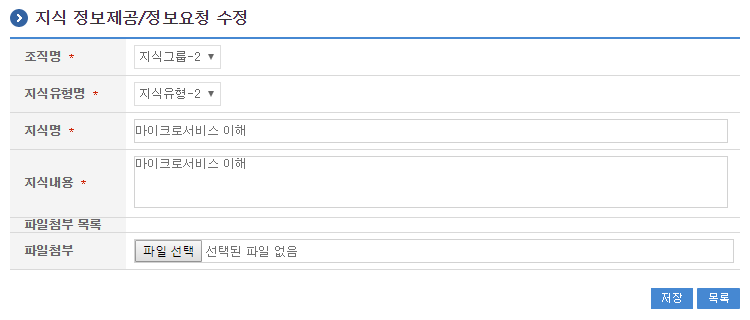 지식 정보제공/정보요청 수정
조직명 * 지식그룹-2 ▼
지식유형명 * 지식유형-2 ▼
지식명 * 마이크로서비스 이해
지식내용 * 마이크로서비스 이해
파일첨부 목록
파일첨부 파일 선택 선택된 파일 없음
저장 목록